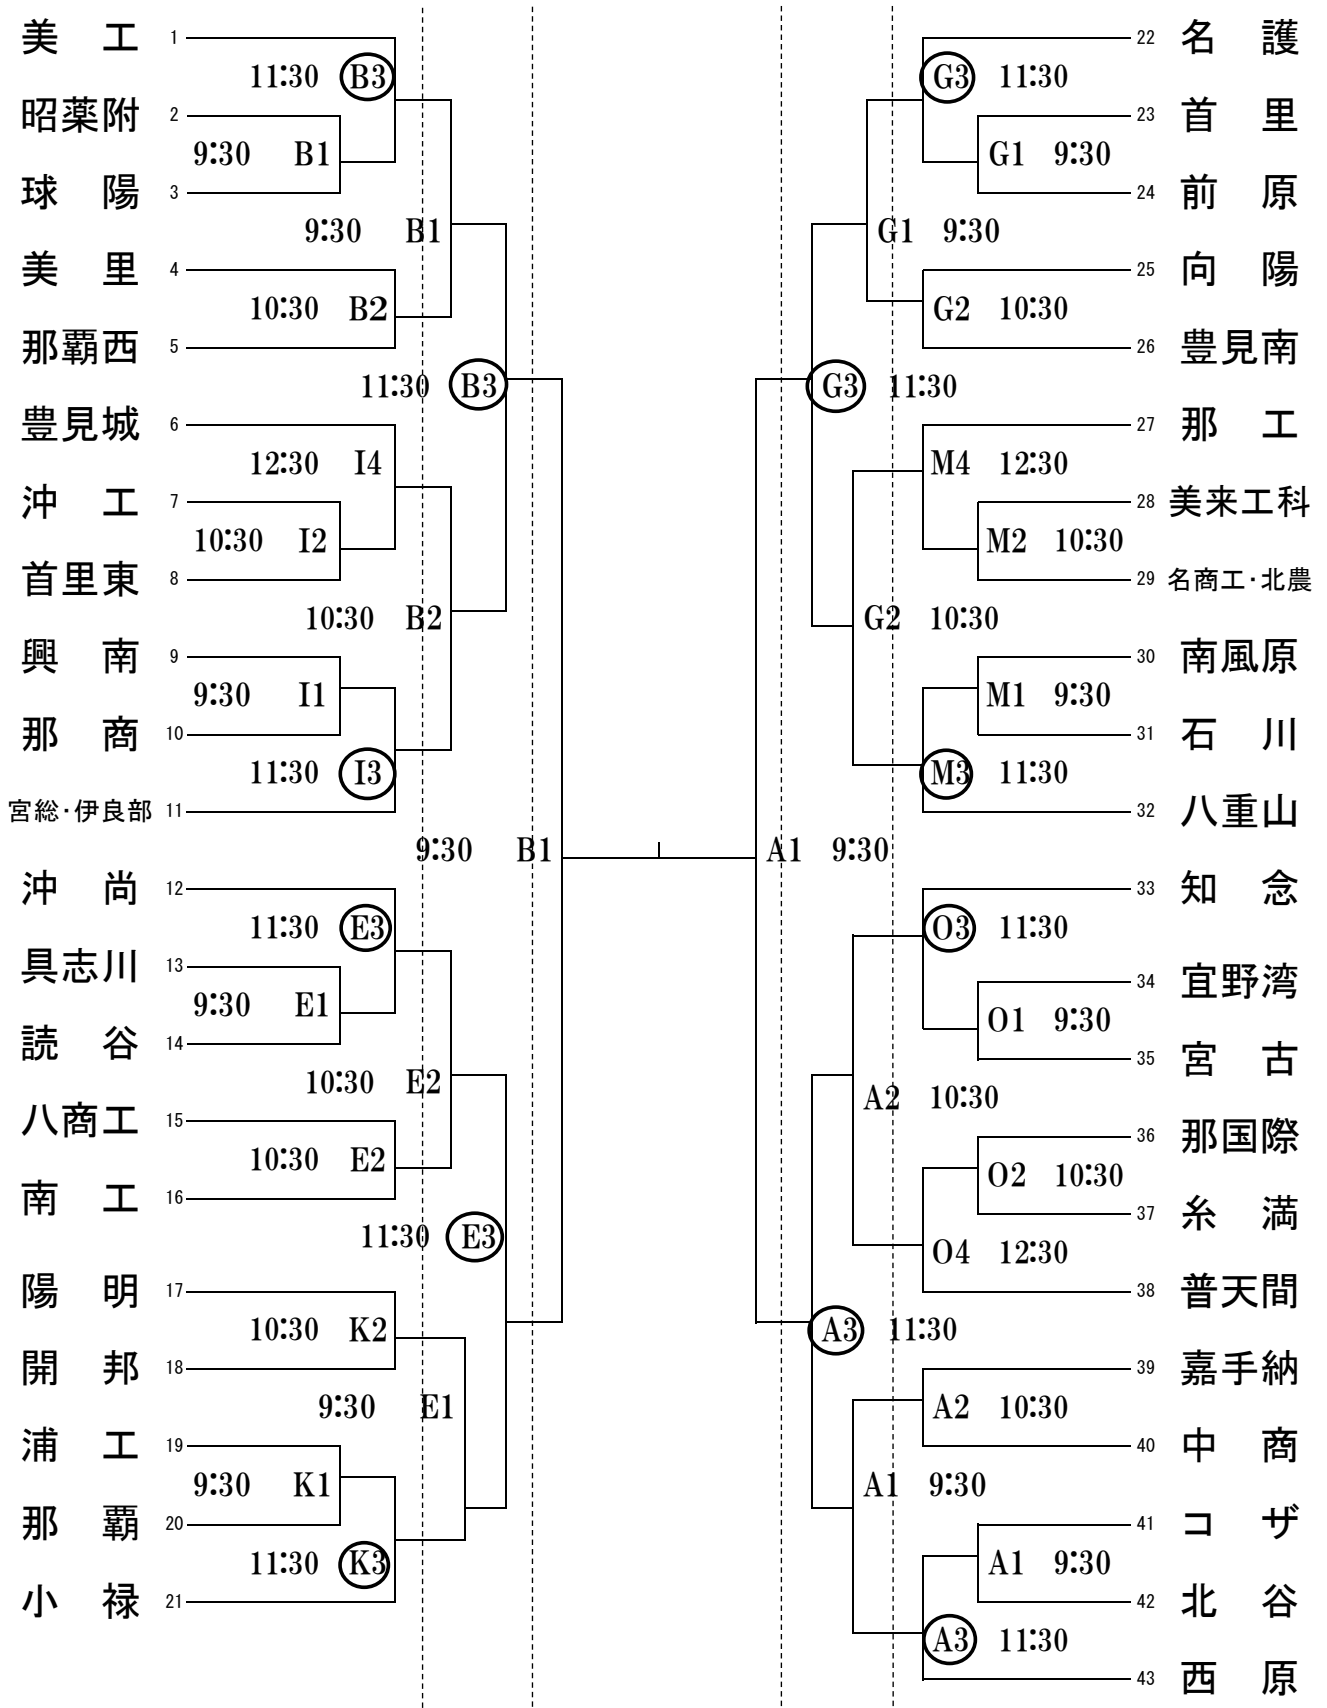 美 工 1
11:30 B3
昭薬附 2
9:30 B1
球 陽 3
9:30 B1
美 里 4
10:30 B2
那覇西 5
11:30 B3
豊見城 6
12:30 I4
沖 工 7
10:30 I2
首里東 8
10:30 B2
興 南 9
9:30 I1
那 商 10
11:30 I3
宮総・伊良部 11
9:30 B1
沖 尚 12
11:30 E3
具志川 13
9:30 E1
読 谷 14
10:30 E2
八商工 15
10:30 E2
南 工 16
11:30 E3
陽 明 17
10:30 K2
開 邦 18
9:30 E1
浦 工 19
9:30 K1
那 覇 20
11:30 K3
小 禄 21
22 名 護
G3 11:30
23 首 里
G1 9:30
24 前 原
G1 9:30
25 向 陽
G2 10:30
26 豊見南
G3 11:30
27 那 工
M4 12:30
28 美来工科
M2 10:30
29 名商工・北農
G2 10:30
30 南風原
M1 9:30
31 石 川
M3 11:30
32 八重山
A1 9:30
33 知 念
O3 11:30
34 宜野湾
O1 9:30
35 宮 古
A2 10:30
36 那国際
O2 10:30
37 糸 満
O4 12:30
38 普天間
A3 11:30
39 嘉手納
A2 10:30
40 中 商
A1 9:30
41 コ ザ
A1 9:30
42 北 谷
A3 11:30
43 西 原